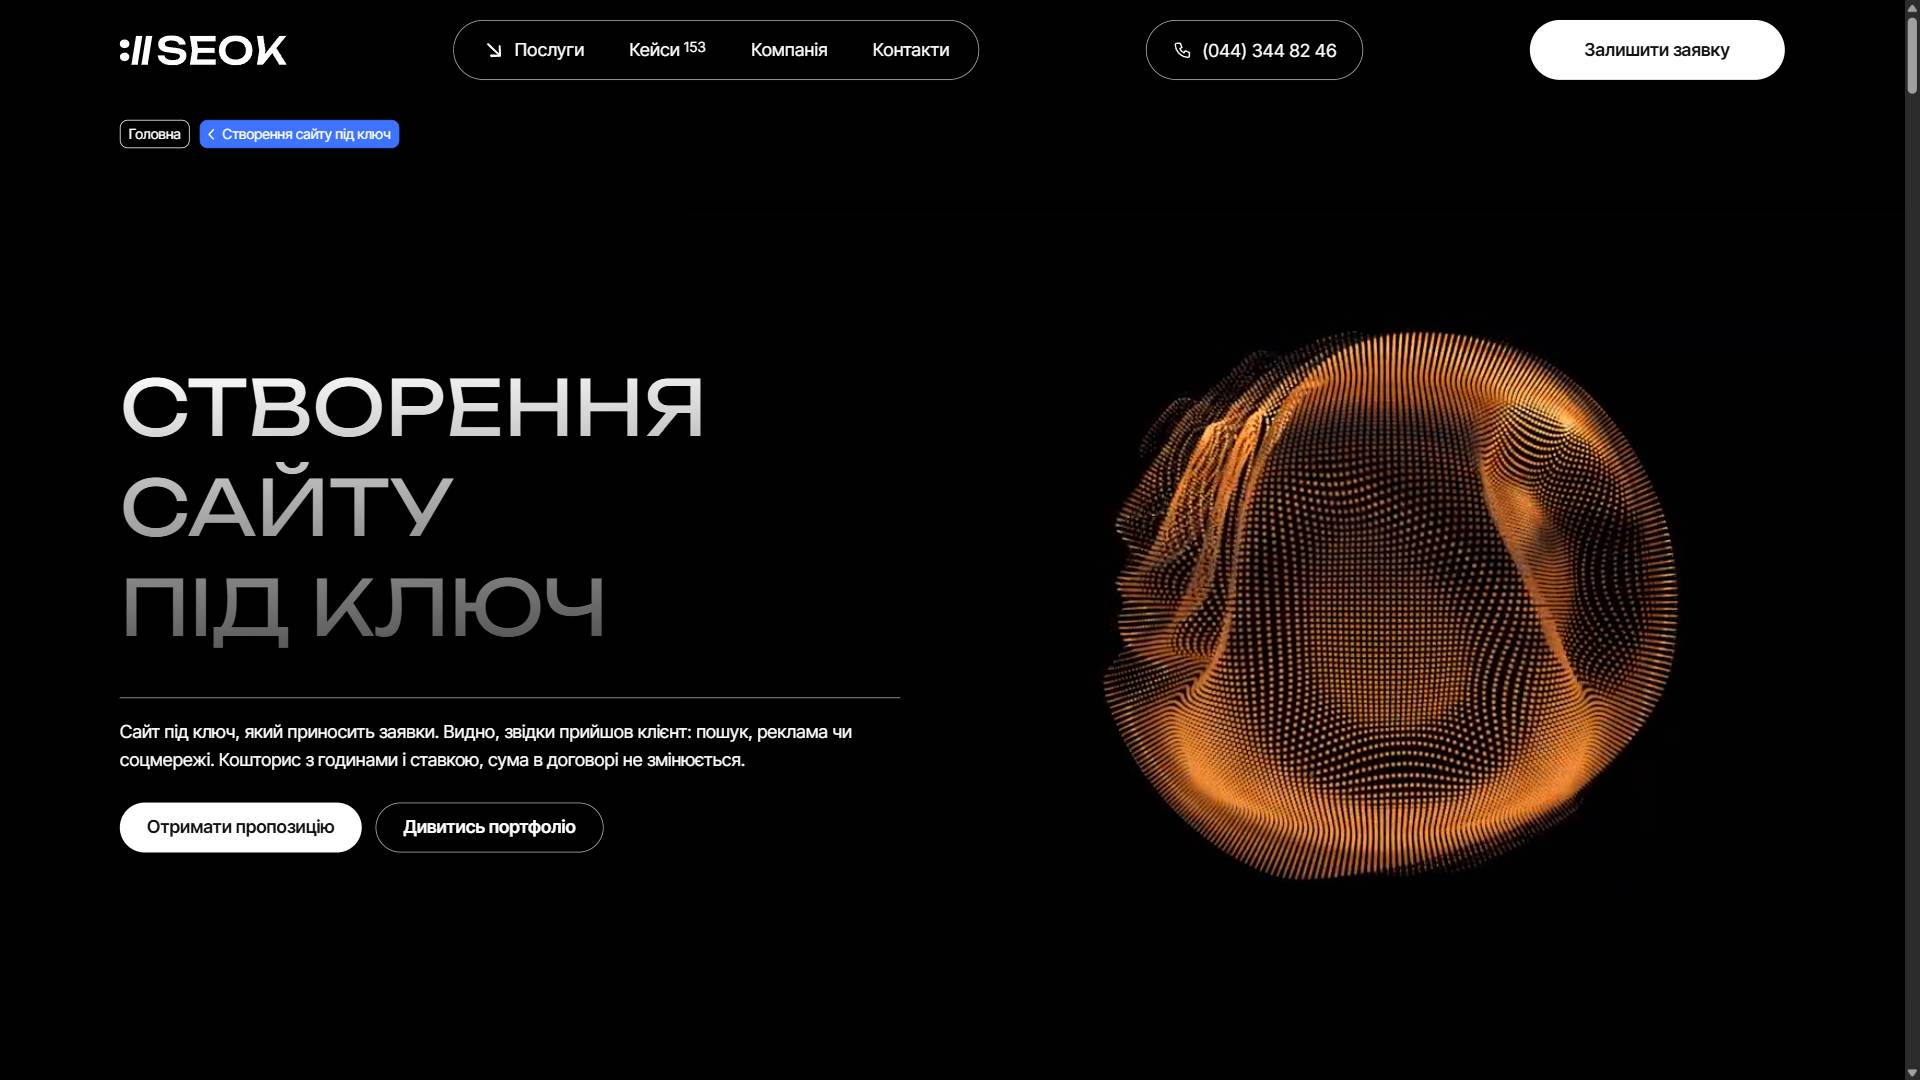 SEOK
Послуги
Кейси 153
Компанія
Контакти
(044) 344 82 46
Залишити заявку
Головна
Створення сайту під ключ
СТВОРЕННЯ
САЙТУ
ПІД КЛЮЧ
Сайт під ключ, який приносить заявки. Видно, звідки прийшов клієнт: пошук, реклама чи
соцмережі. Кошторис з годинами і ставкою, сума в договорі не змінюється.
Отримати пропозицію
Дивитись портфоліо